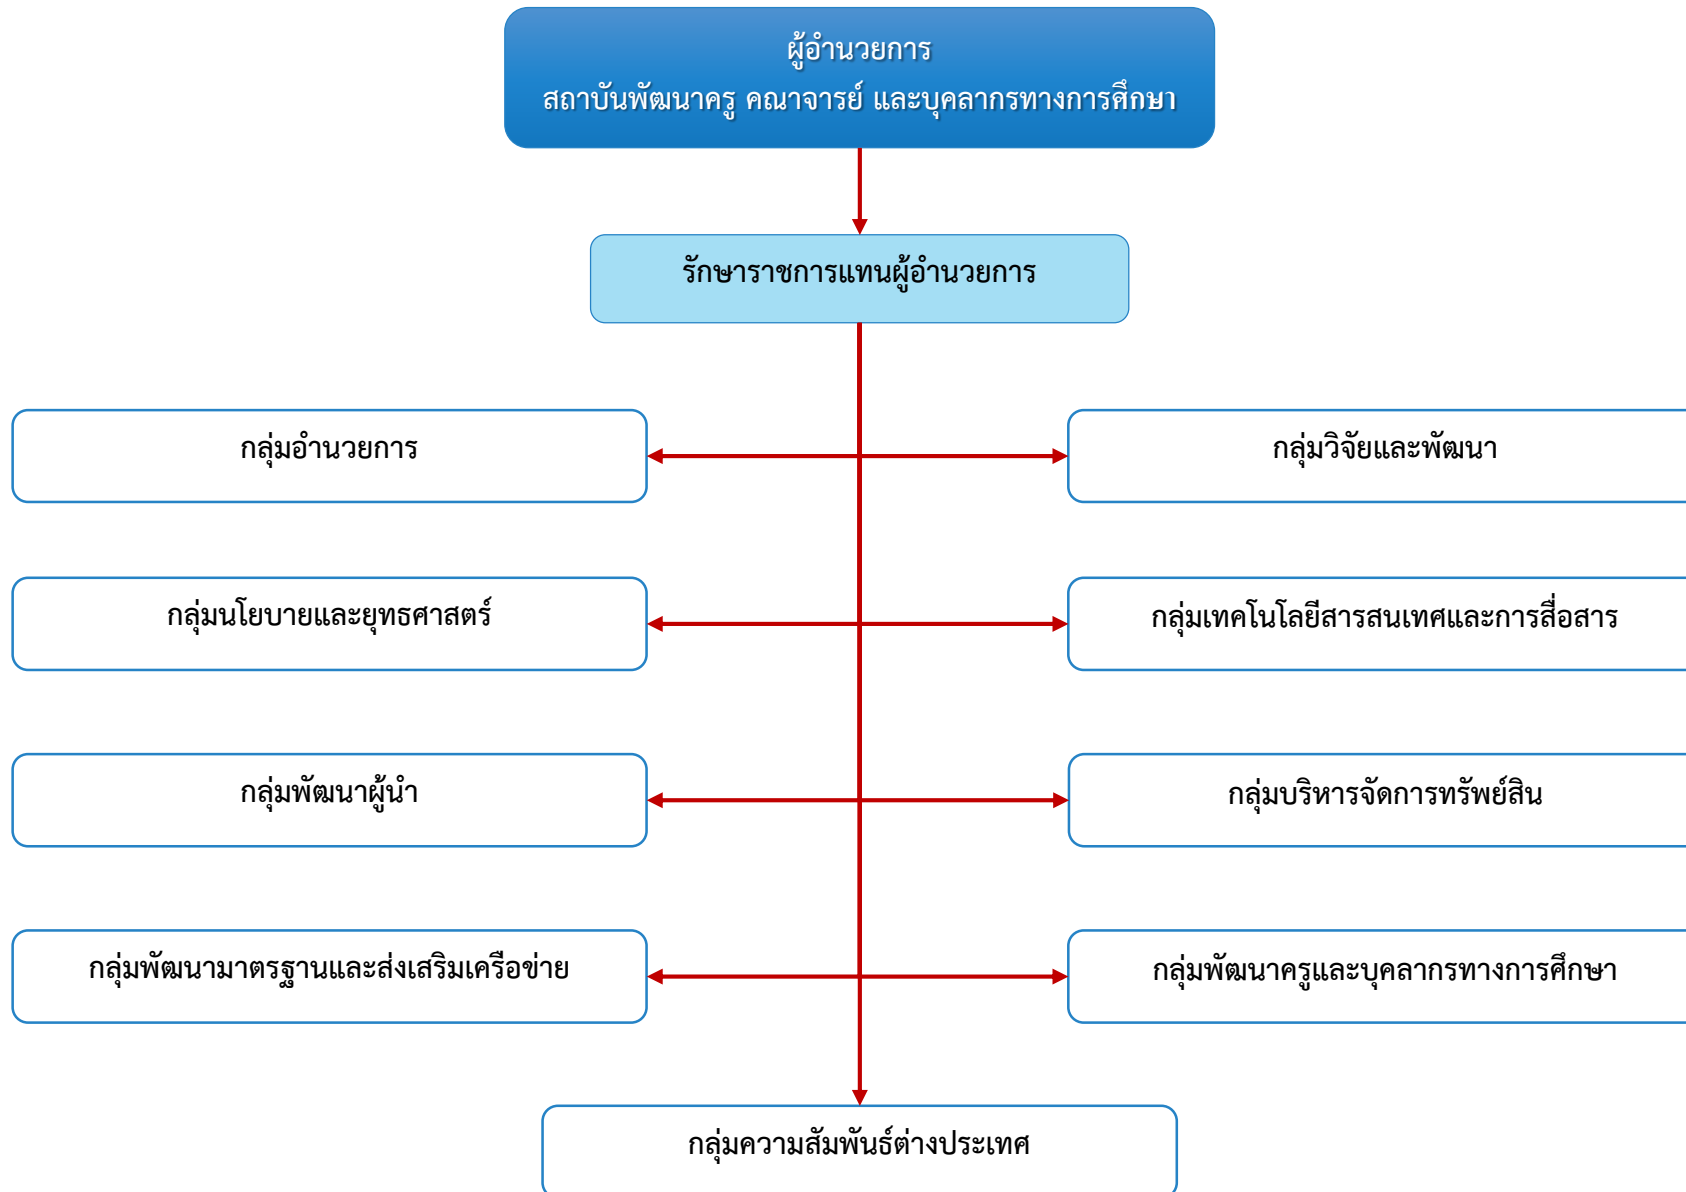 ผู้อำนวยการ
สถาบันพัฒนาครู คณาจารย์ และบุคลากรทางการศึกษา
รักษาราชการแทนผู้อำนวยการ
กลุ่มอำนวยการ
กลุ่มวิจัยและพัฒนา
กลุ่มนโยบายและยุทธศาสตร์
กลุ่มเทคโนโลยีสารสนเทศและการสื่อสาร
กลุ่มพัฒนาผู้นำ
กลุ่มบริหารจัดการทรัพย์สิน
กลุ่มพัฒนามาตรฐานและส่งเสริมเครือข่าย
กลุ่มพัฒนาครูและบุคลากรทางการศึกษา
กลุ่มความสัมพันธ์ต่างประเทศ